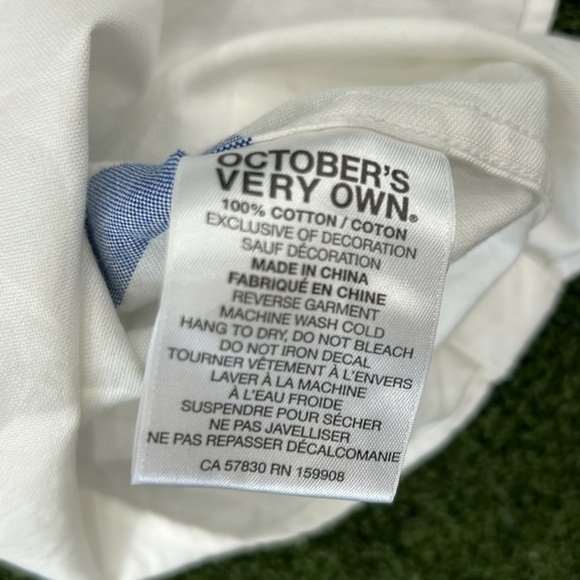 OCTOBER'S
VERY OWN®
100% COTTON / COTON
EXCLUSIVE OF DECORATION
SAUF DÉCORATION
MADE IN CHINA
FABRIQUÉ EN CHINE
REVERSE GARMENT
MACHINE WASH COLD
HANG TO DRY, DO NOT BLEACH
DO NOT IRON DECAL
TOURNER VÊTEMENT À L'ENVERS
LAVER À LA MACHINE
À L'EAU FROIDE
SUSPENDRE POUR SÉCHER
NE PAS JAVELLISER
NE PAS REPASSER DÉCALCOMANIE
CA 57830 RN 159908